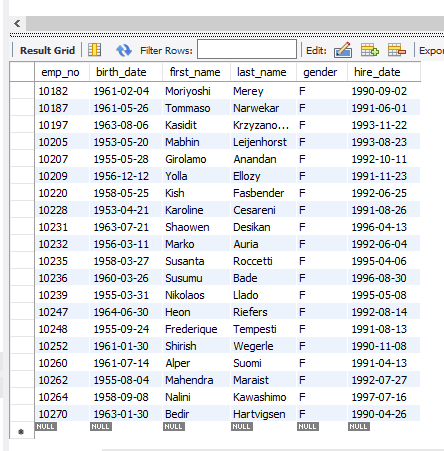 Result Grid Filter Rows: Edit: Expor
emp_no birth_date first_name last_name gender hire_date
10182 1961-02-04 Moriyoshi Merey F 1990-09-02
10187 1961-05-26 Tommaso Narwekar F 1991-06-01
10197 1963-08-06 Kasidit Krzyzano... F 1993-11-22
10205 1953-05-20 Mabhin Leijenhorst F 1993-08-23
10207 1955-05-28 Girolamo Anandan F 1992-10-11
10209 1956-12-12 Yolla Ellozy F 1991-11-23
10220 1958-05-25 Kish Fasbender F 1992-06-25
10228 1953-04-21 Karoline Cesareni F 1991-08-26
10231 1963-07-21 Shaowen Desikan F 1996-04-13
10232 1956-03-11 Marko Auria F 1992-06-04
10235 1958-03-27 Susanta Roccetti F 1995-04-06
10236 1960-03-26 Susumu Bade F 1996-08-30
10239 1955-03-31 Nikolaos Llado F 1995-05-08
10247 1964-06-30 Heon Riefers F 1992-08-14
10248 1955-09-24 Frederique Tempesti F 1991-08-13
10252 1961-01-30 Shirish Wegerle F 1990-11-08
10260 1961-07-14 Alper Suomi F 1991-04-13
10262 1955-08-04 Mahendra Maraist F 1992-07-27
10264 1958-09-08 Nalini Kawashimo F 1997-07-16
10270 1963-01-30 Bedir Hartvigsen F 1990-04-26
NULL NULL NULL NULL NULL NULL